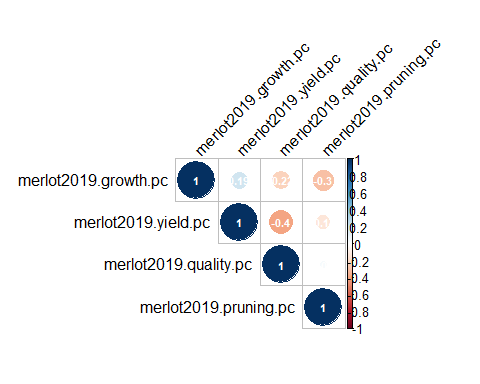 merlot2019.growth.pc
merlot2019.yield.pc
merlot2019.quality.pc
merlot2019.pruning.pc
merlot2019.growth.pc 1 -0.3
merlot2019.yield.pc 1 -0.4
merlot2019.quality.pc 1
merlot2019.pruning.pc 1
1
0.8
0.6
0.4
0.2
0
-0.2
-0.4
-0.6
-0.8
-1